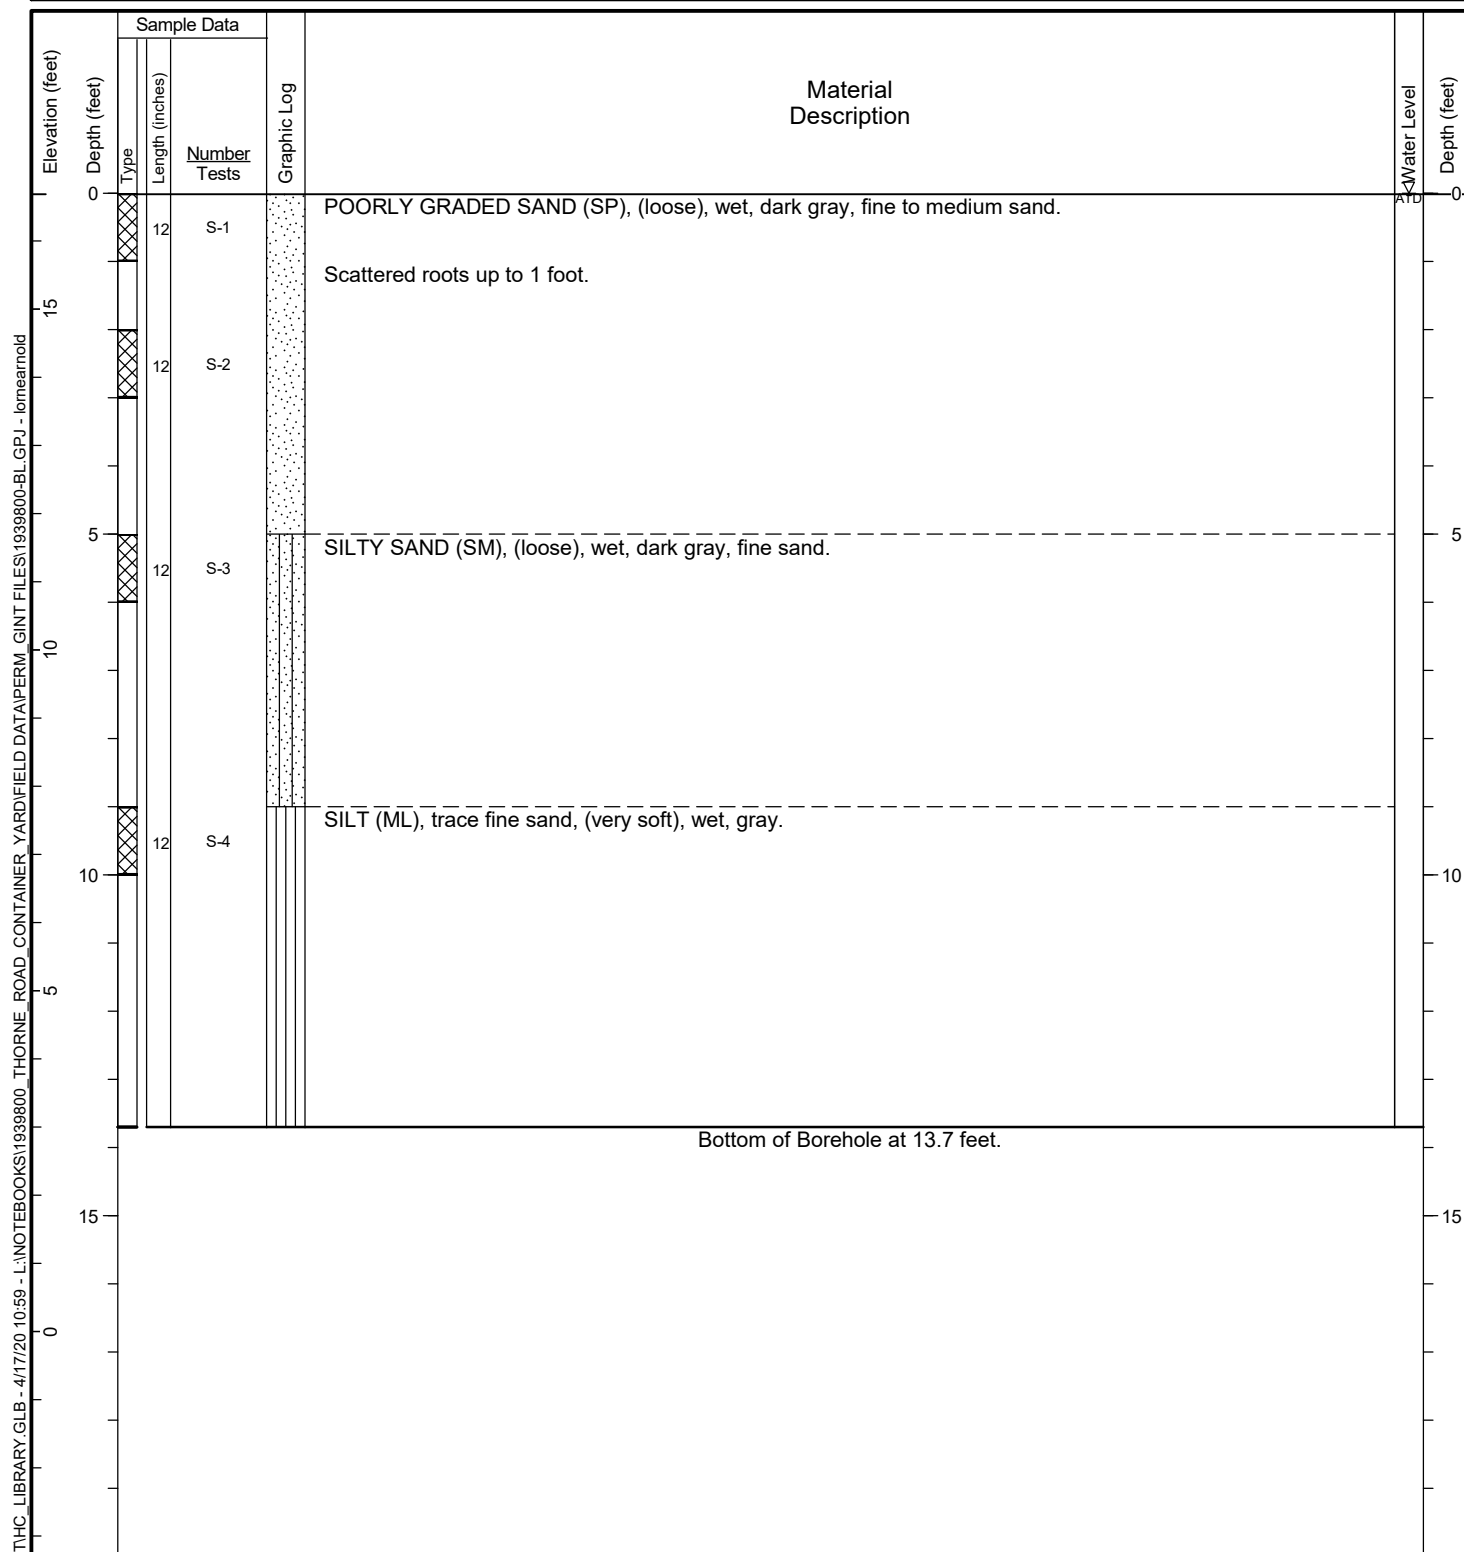 Sample Data
Elevation (feet)
Depth (feet)
Type
Length (inches)
Number
Tests
Graphic Log
Material
Description
Water Level
Depth (feet)
0
ATD
0
POORLY GRADED SAND (SP), (loose), wet, dark gray, fine to medium sand.
12
S-1
Scattered roots up to 1 foot.
15
12
S-2
5
5
SILTY SAND (SM), (loose), wet, dark gray, fine sand.
12
S-3
10
SILT (ML), trace fine sand, (very soft), wet, gray.
12
S-4
10
10
5
Bottom of Borehole at 13.7 feet.
15
15
0
T\HC_LIBRARY.GLB - 4/17/20 10:59 - L:\NOTEBOOKS\1939800_THORNE_ROAD_CONTAINER_YARD\FIELD DATA\PERM_GINT FILES\1939800-BL.GPJ - lornearnold